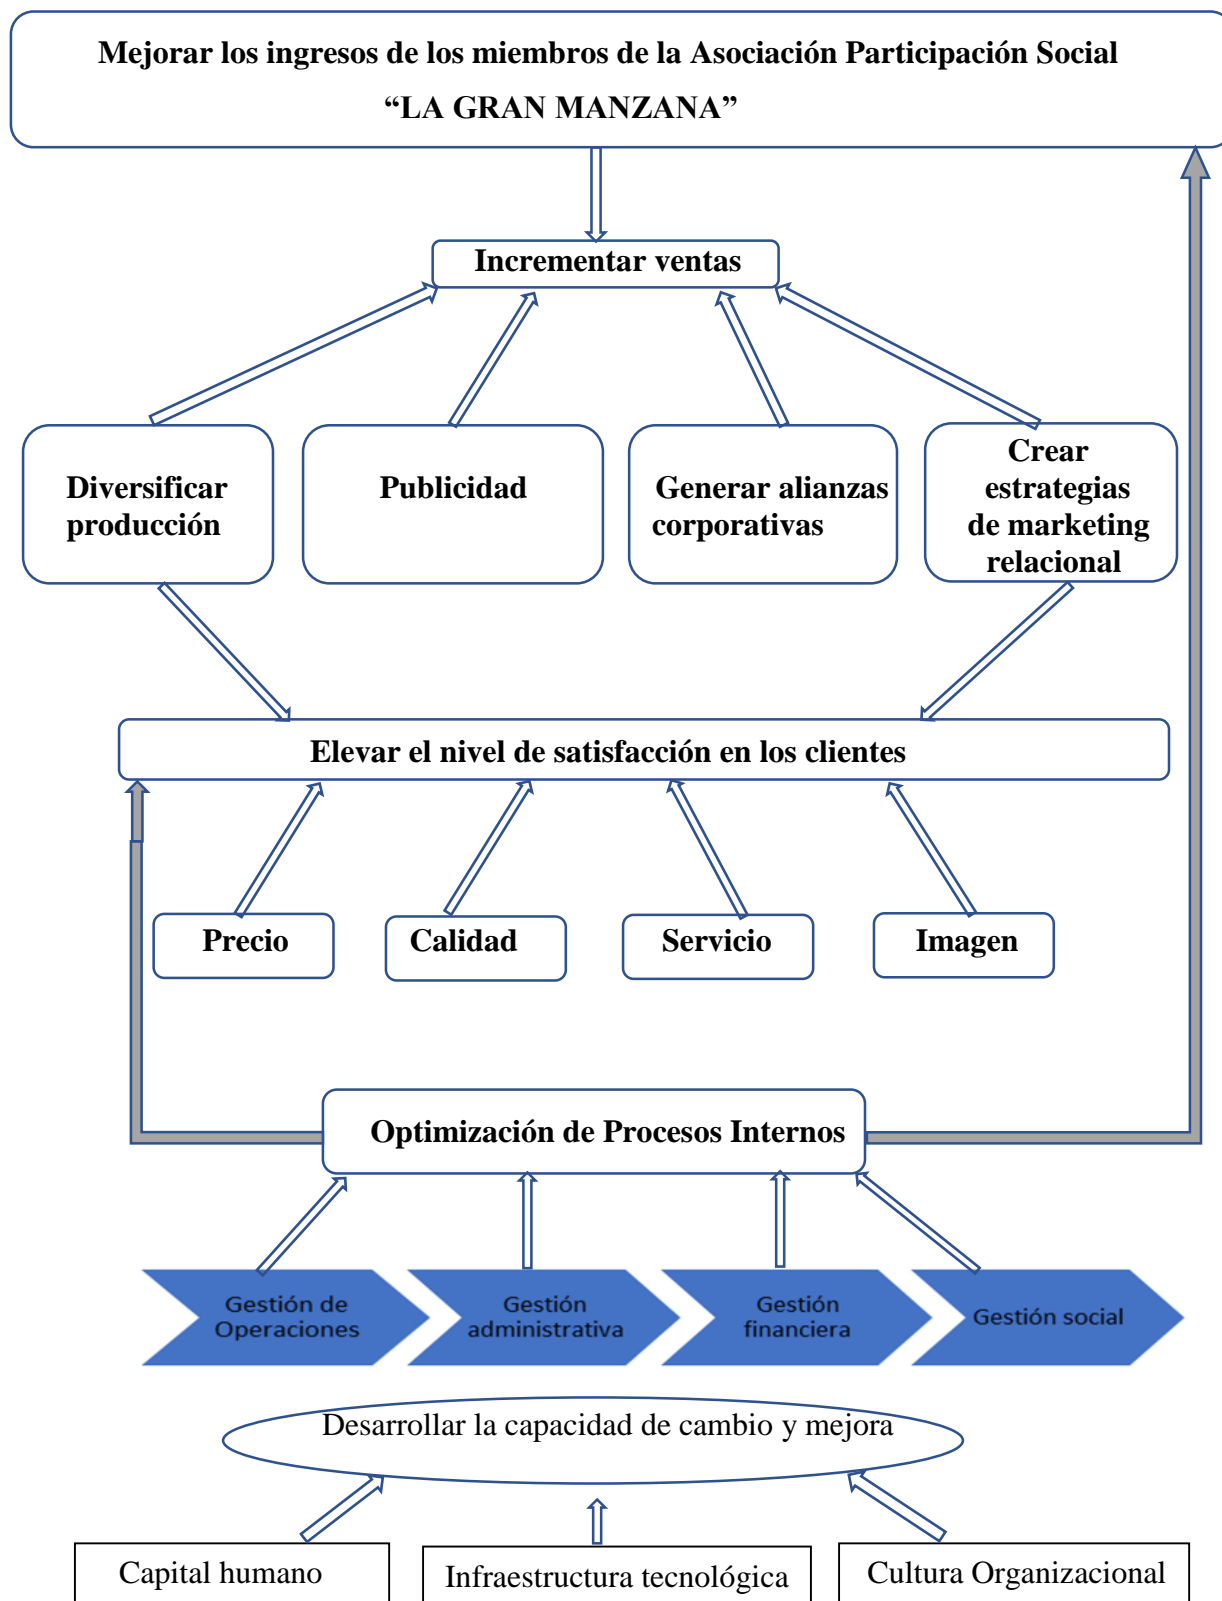 Mejorar los ingresos de los miembros de la Asociación Participación Social
“LA GRAN MANZANA”
Incrementar ventas
Diversificar
producción
Publicidad
Generar alianzas
corporativas
Crear
estrategias
de marketing
relacional
Elevar el nivel de satisfacción en los clientes
Precio
Calidad
Servicio
Imagen
Optimización de Procesos Internos
Gestión de
Operaciones
Gestión
administrativa
Gestión
financiera
Gestión social
Desarrollar la capacidad de cambio y mejora
Capital humano
Infraestructura tecnológica
Cultura Organizacional